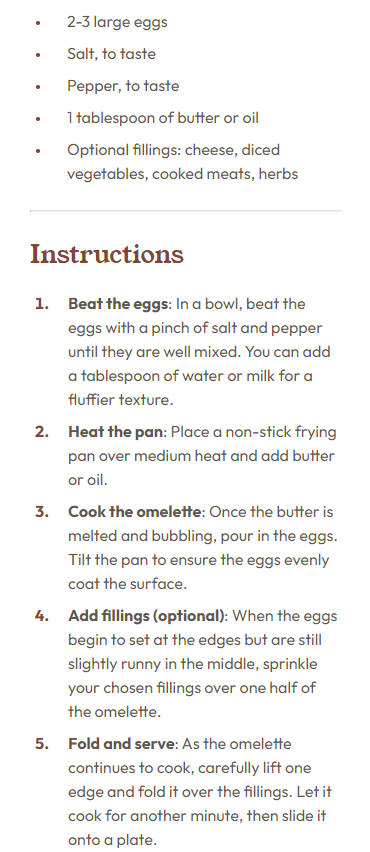 • 2-3 large eggs
• Salt, to taste
• Pepper, to taste
• 1 tablespoon of butter or oil
• Optional fillings: cheese, diced
vegetables, cooked meats, herbs
Instructions
1. Beat the eggs: In a bowl, beat the
eggs with a pinch of salt and pepper
until they are well mixed. You can add
a tablespoon of water or milk for a
fluffier texture.
2. Heat the pan: Place a non-stick frying
pan over medium heat and add butter
or oil.
3. Cook the omelette: Once the butter is
melted and bubbling, pour in the eggs.
Tilt the pan to ensure the eggs evenly
coat the surface.
4. Add fillings (optional): When the eggs
begin to set at the edges but are still
slightly runny in the middle, sprinkle
your chosen fillings over one half of
the omelette.
5. Fold and serve: As the omelette
continues to cook, carefully lift one
edge and fold it over the fillings. Let it
cook for another minute, then slide it
onto a plate.